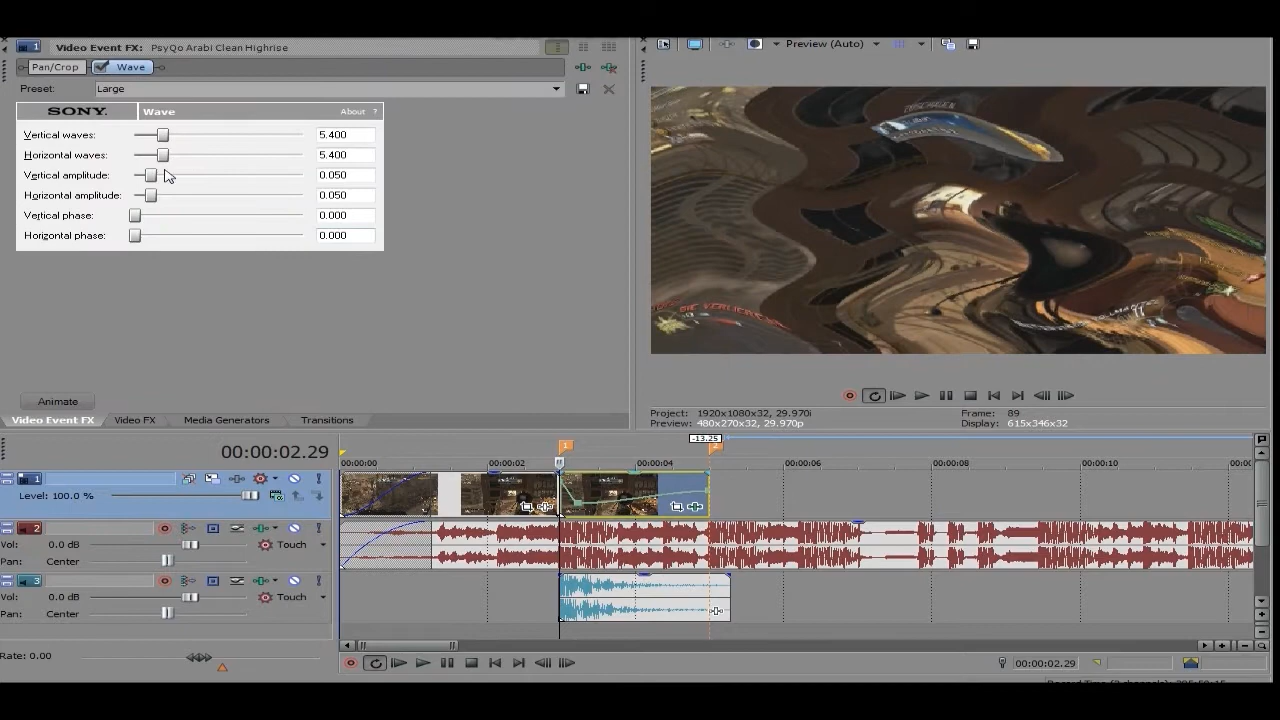 1 Video Event FX: PsyQo Arabi Clean Highrise
Pan/Crop Wave
Preset: Large
SONY. Wave About ?
Vertical waves: 5.400
Horizontal waves: 5.400
Vertical amplitude: 0.050
Horizontal amplitude: 0.050
Vertical phase: 0.000
Horizontal phase: 0.000
Animate
Video Event FX Video FX Media Generators Transitions
Preview (Auto)
Project: 1920x1080x32, 29.970i Frame: 89
Preview: 480x270x32, 29.970p Display: 615x346x32
00:00:02.29
-13.25
1
00:00:00 00:00:02 00:00:04 00:00:06 00:00:08 00:00:10
1
Level: 100.0 %
2
Vol: 0.0 dB Touch
Pan: Center
3
Vol: 0.0 dB Touch
Pan: Center
Rate: 0.00
00:00:02.29